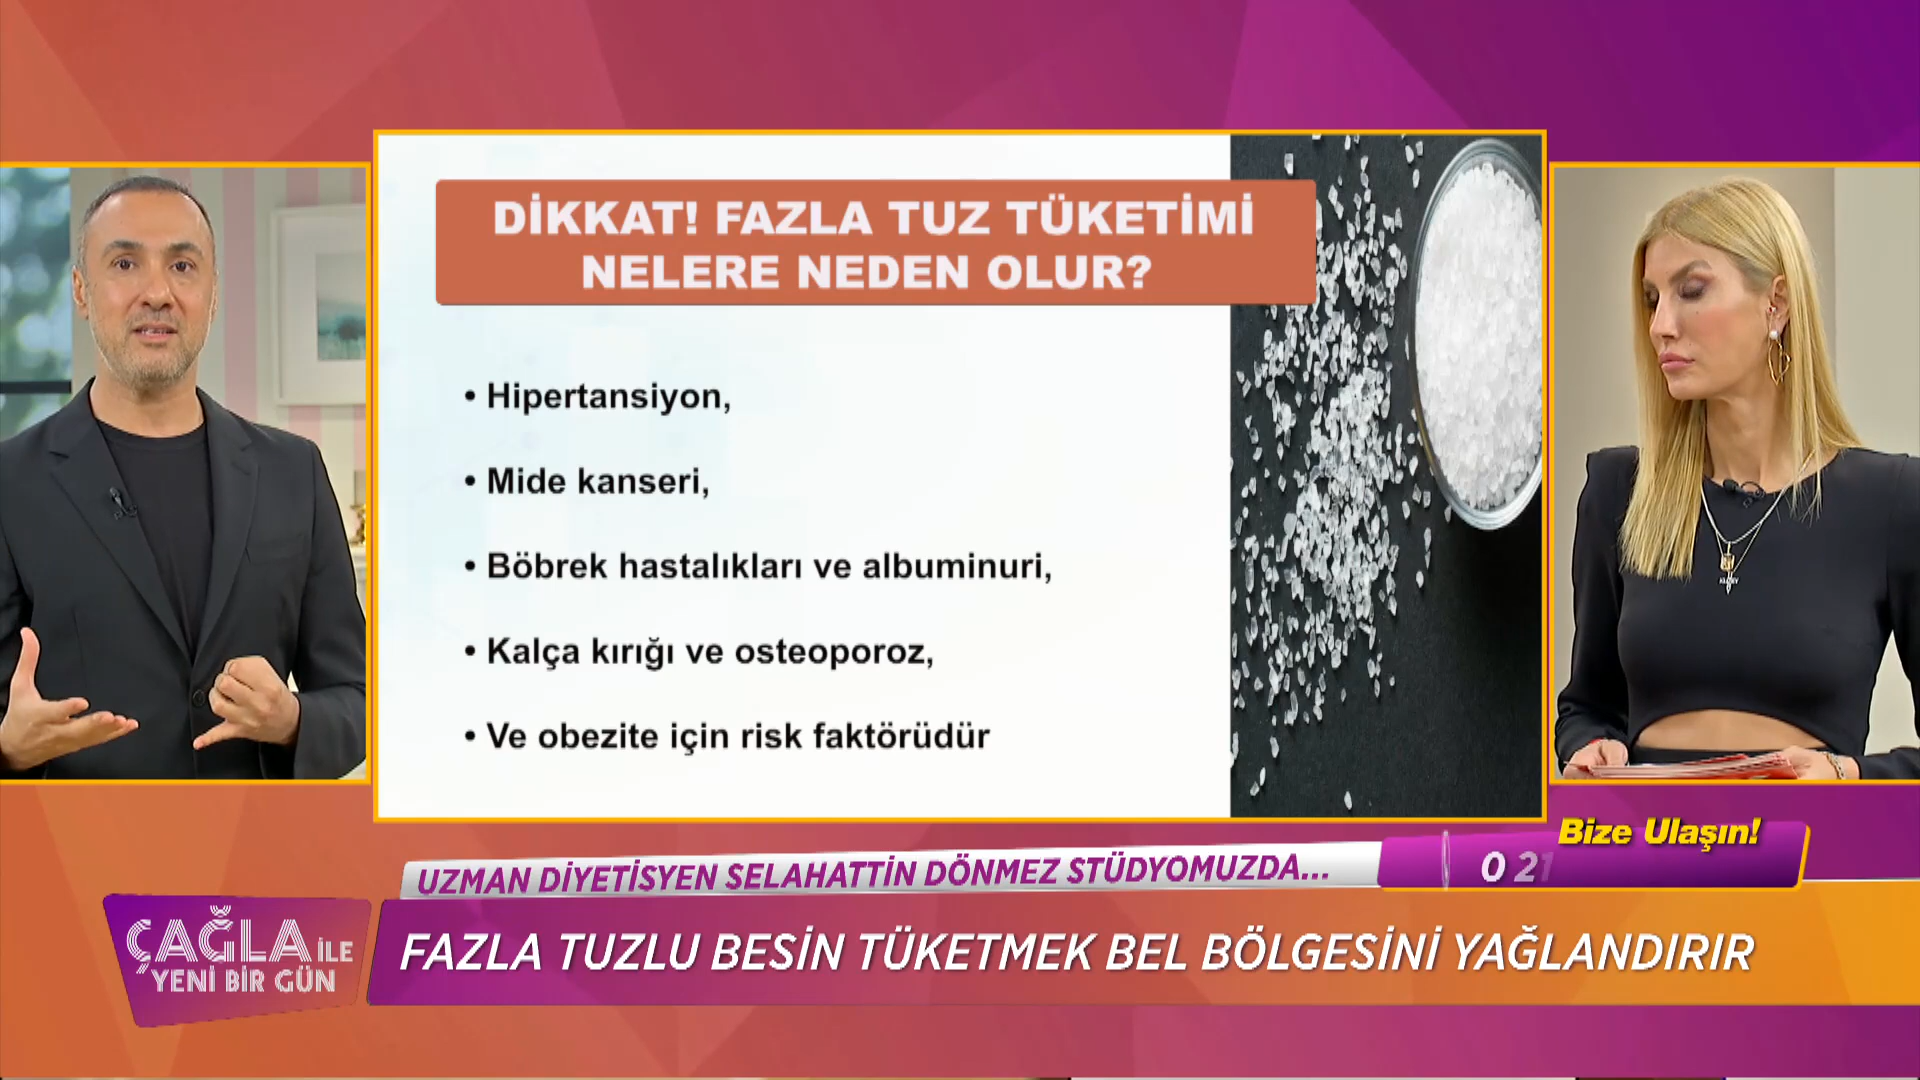 DİKKAT! FAZLA TUZ TÜKETİMİ
NELERE NEDEN OLUR?
• Hipertansiyon,
• Mide kanseri,
• Böbrek hastalıkları ve albuminuri,
• Kalça kırığı ve osteoporoz,
• Ve obezite için risk faktörüdür
Bize Ulaşın!
UZMAN DİYETİSYEN SELAHATTİN DÖNMEZ STÜDYOMUZDA...
0 21
ÇAĞLA İLE
YENİ BİR GÜN
FAZLA TUZLU BESİN TÜKETMEK BEL BÖLGESİNİ YAĞLANDIRIR